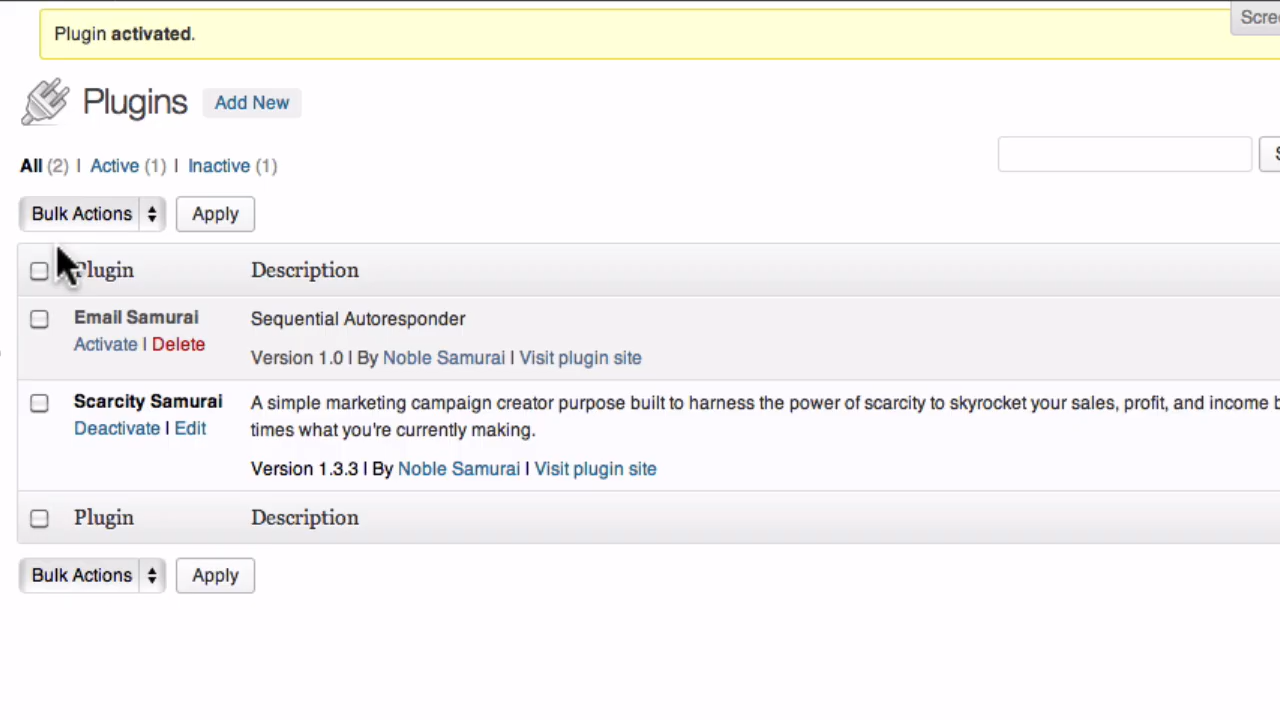 Plugin activated.
Plugins Add New
All (2) | Active (1) | Inactive (1)
Bulk Actions Apply
Plugin Description
Email Samurai Sequential Autoresponder
Activate | Delete
Version 1.0 | By Noble Samurai | Visit plugin site
Scarcity Samurai A simple marketing campaign creator purpose built to harness the power of scarcity to skyrocket your sales, profit, and income
Deactivate | Edit times what you're currently making.
Version 1.3.3 | By Noble Samurai | Visit plugin site
Plugin Description
Bulk Actions Apply